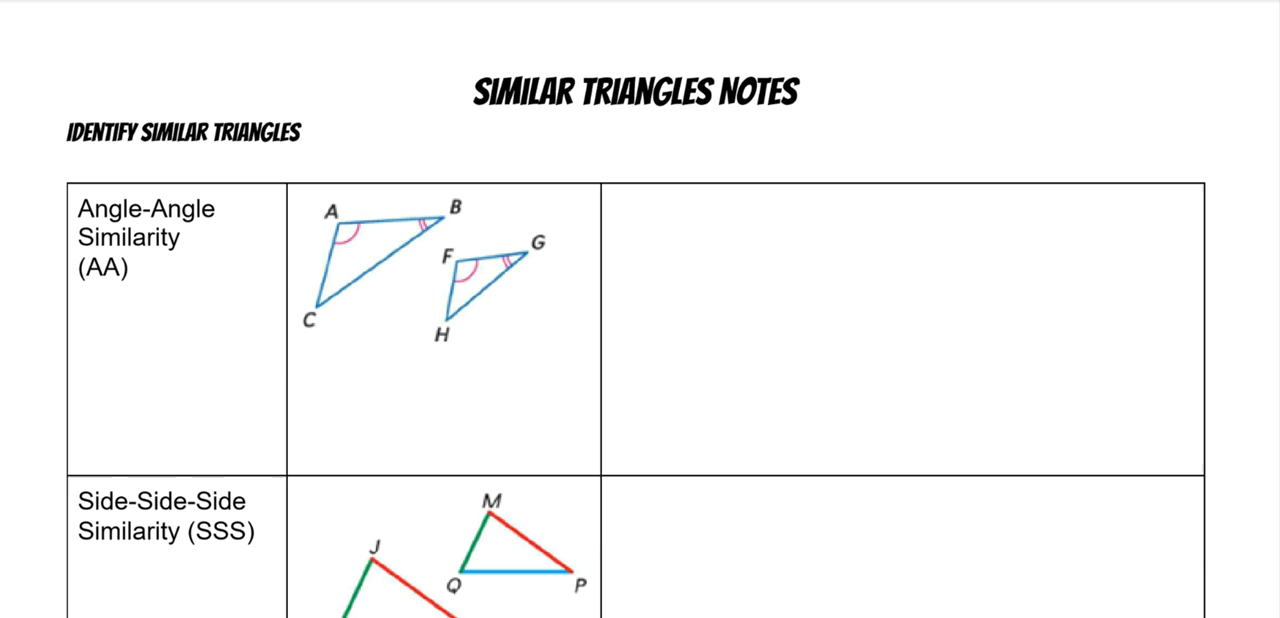 SIMILAR TRIANGLES NOTES
IDENTIFY SIMILAR TRIANGLES
Angle-Angle
Similarity
(AA)
A
B
F
G
C
H
Side-Side-Side
Similarity (SSS)
M
J
Q
P